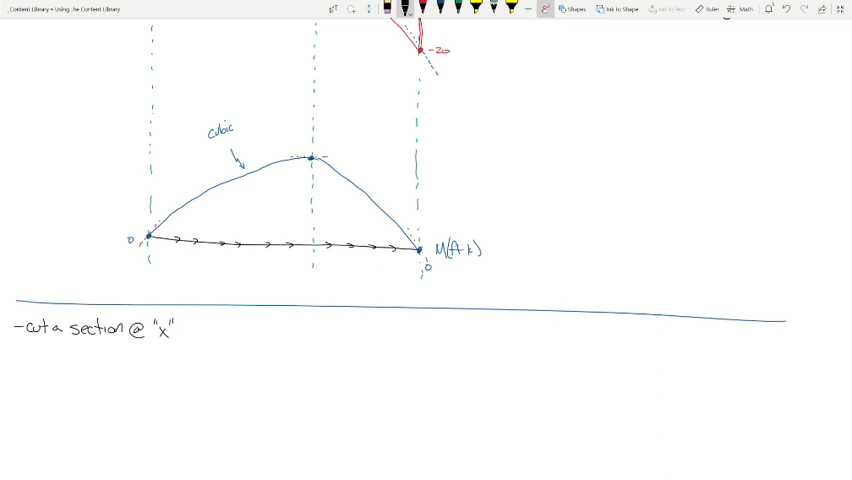 _Content Library > Using the Content Library
Shapes
Ink to Shape
Ink to Text
Ruler
Math
-20
cubic
0
M(ft·k)
0
-cut a section @ "x"